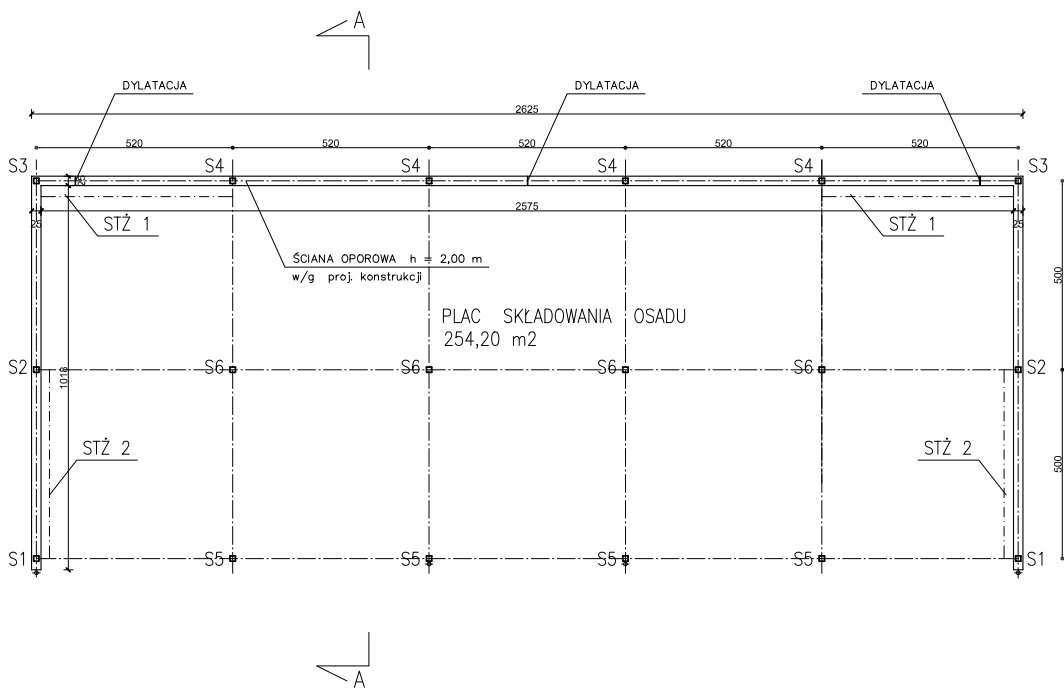 A
DYLATACJA
DYLATACJA
DYLATACJA
2625
520
520
520
520
520
S3
S4
S4
S4
S4
S3
25
2575
25
STŻ 1
STŻ 1
ŚCIANA OPOROWA h = 2,00 m
w/g proj. konstrukcji
500
PLAC SKŁADOWANIA OSADU
254,20 m2
S2
1018
S6
S6
S6
S6
S2
STŻ 2
STŻ 2
500
S1
S5
S5
S5
S5
S1
A